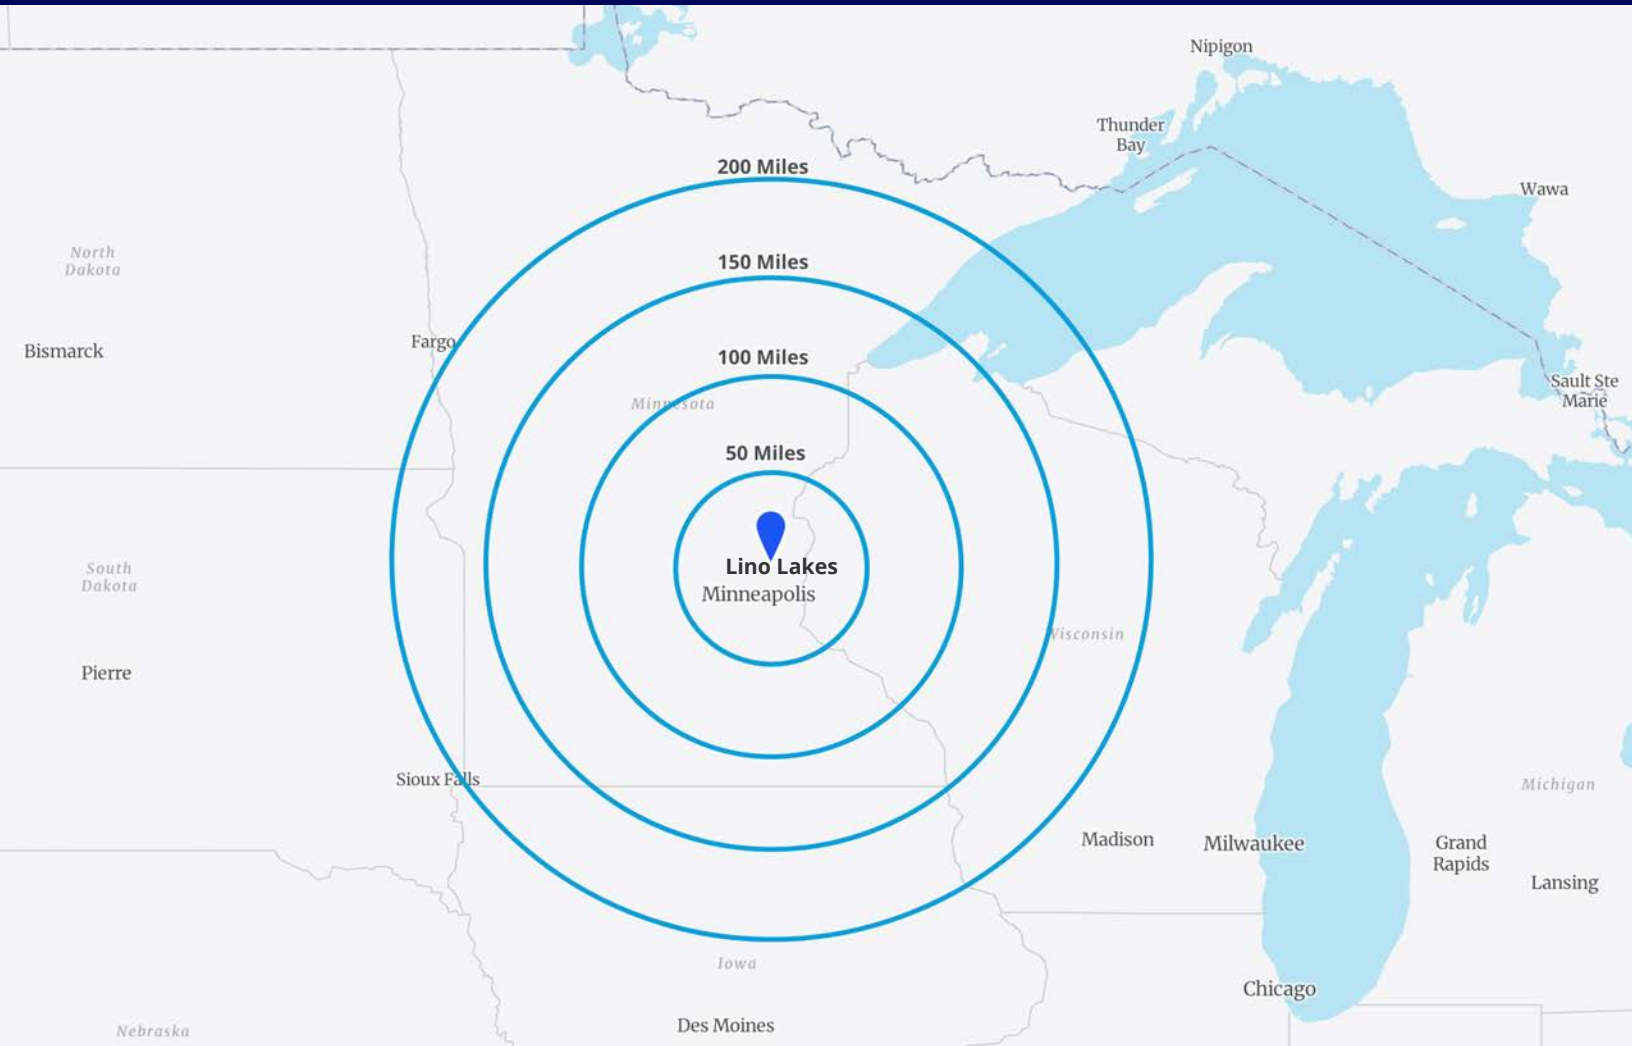 Nipigon
Thunder
Bay
200 Miles
Wawa
North
Dakota
150 Miles
Fargo
Bismarck
100 Miles
Sault Ste
Marie
Minnesota
50 Miles
Lino Lakes
South
Dakota
Minneapolis
Wisconsin
Pierre
Sioux Falls
Michigan
Madison
Milwaukee
Grand
Rapids
Lansing
Iowa
Chicago
Des Moines
Nebraska